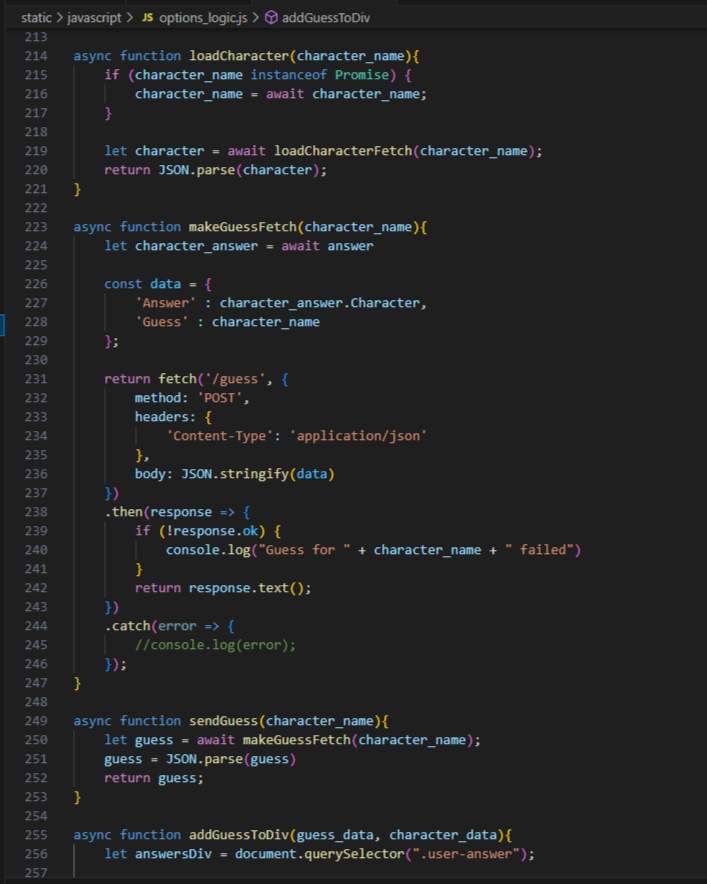 static > javascript > JS options_logic.js > addGuessToDiv
213
214 async function loadCharacter(character_name){
215     if (character_name instanceof Promise) {
216         character_name = await character_name;
217     }
218
219     let character = await loadCharacterFetch(character_name);
220     return JSON.parse(character);
221 }
222
223 async function makeGuessFetch(character_name){
224     let character_answer = await answer
225
226     const data = {
227         'Answer' : character_answer.Character,
228         'Guess' : character_name
229     };
230
231     return fetch('/guess', {
232         method: 'POST',
233         headers: {
234             'Content-Type': 'application/json'
235         },
236         body: JSON.stringify(data)
237     })
238     .then(response => {
239         if (!response.ok) {
240             console.log("Guess for " + character_name + " failed")
241         }
242         return response.text();
243     })
244     .catch(error => {
245         //console.log(error);
246     });
247 }
248
249 async function sendGuess(character_name){
250     let guess = await makeGuessFetch(character_name);
251     guess = JSON.parse(guess)
252     return guess;
253 }
254
255 async function addGuessToDiv(guess_data, character_data){
256     let answersDiv = document.querySelector(".user-answer");
257